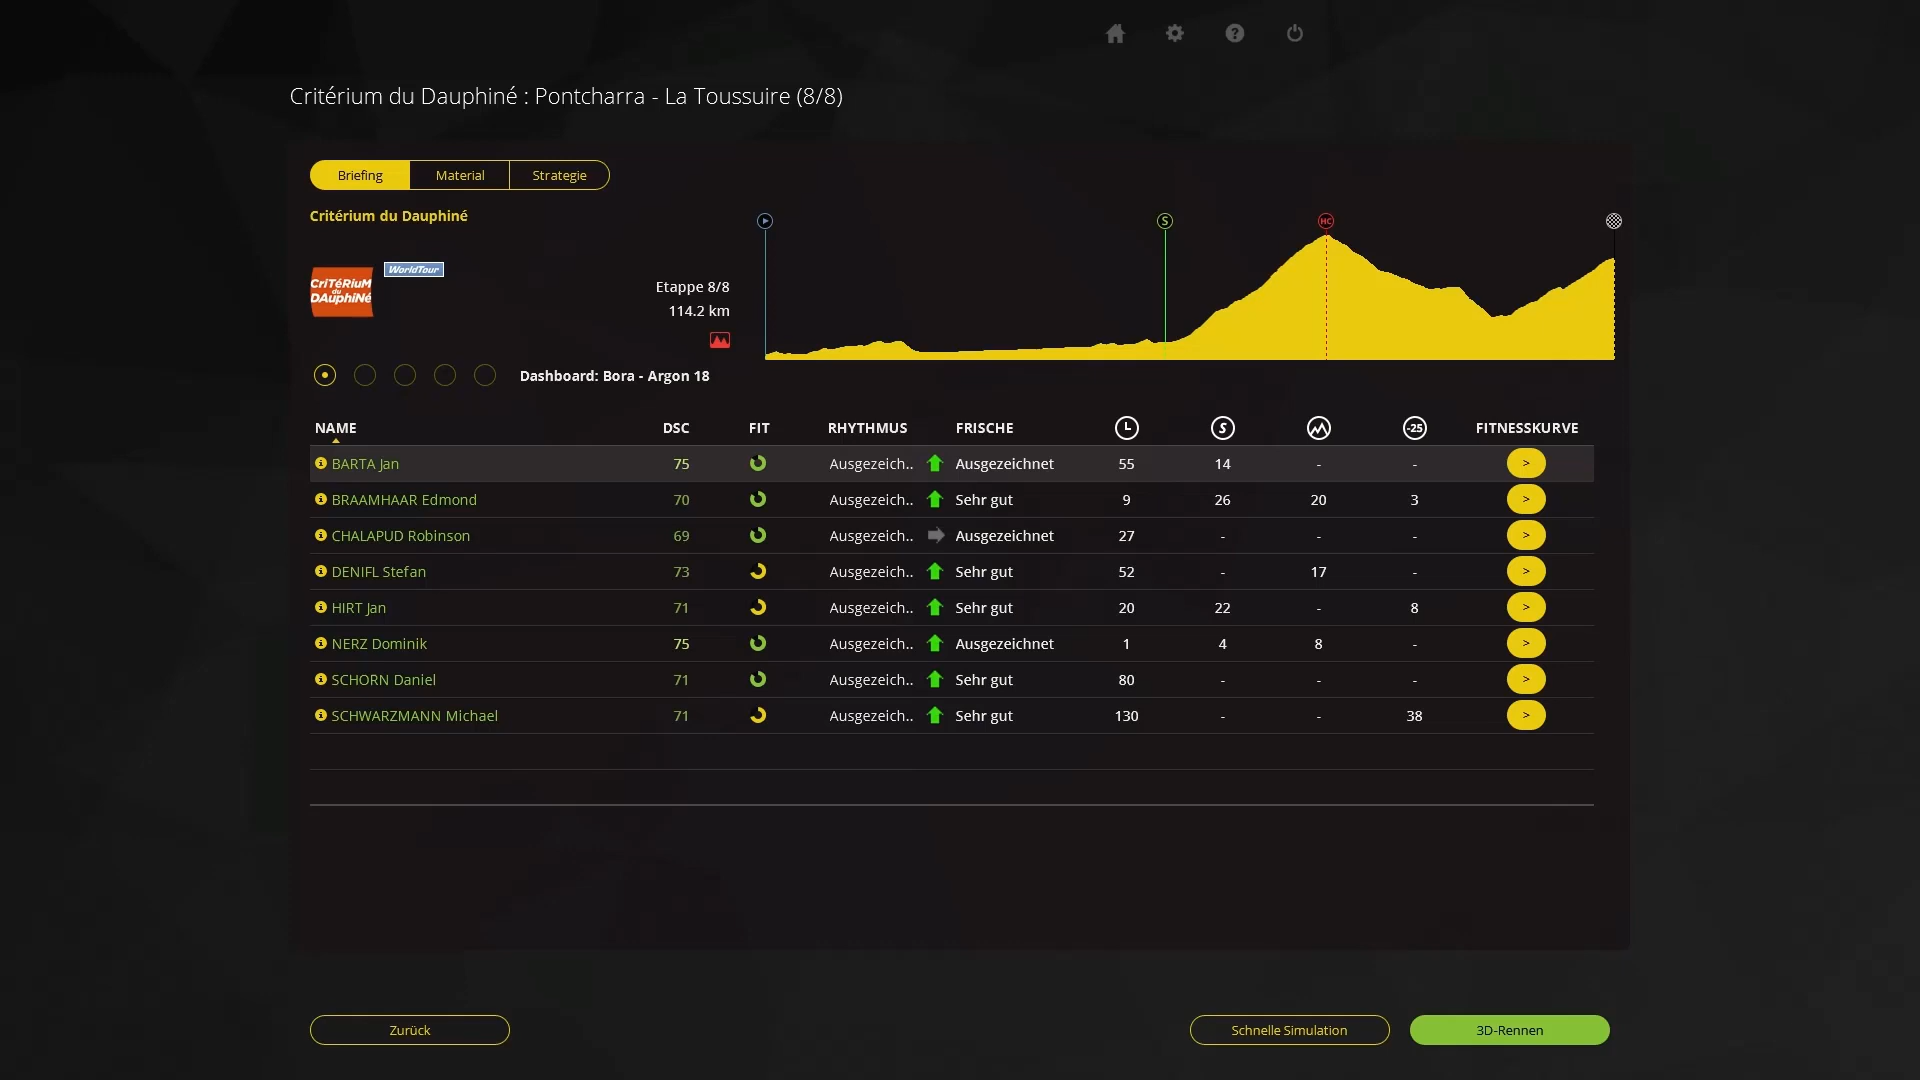 Critérium du Dauphiné : Pontcharra - La Toussuire (8/8)
Briefing Material Strategie
Critérium du Dauphiné
S HC
WorldTour
CriTéRiuM
du
DAuphiNé
Etappe 8/8
114.2 km
Dashboard: Bora - Argon 18
NAME DSC FIT RHYTHMUS FRISCHE S -25 FITNESSKURVE
BARTA Jan 75 Ausgezeich.. Ausgezeichnet 55 14 - - >
BRAAMHAAR Edmond 70 Ausgezeich.. Sehr gut 9 26 20 3 >
CHALAPUD Robinson 69 Ausgezeich.. Ausgezeichnet 27 - - - >
DENIFL Stefan 73 Ausgezeich.. Sehr gut 52 - 17 - >
HIRT Jan 71 Ausgezeich.. Sehr gut 20 22 - 8 >
NERZ Dominik 75 Ausgezeich.. Ausgezeichnet 1 4 8 - >
SCHORN Daniel 71 Ausgezeich.. Sehr gut 80 - - - >
SCHWARZMANN Michael 71 Ausgezeich.. Sehr gut 130 - - 38 >
Zurück Schnelle Simulation 3D-Rennen